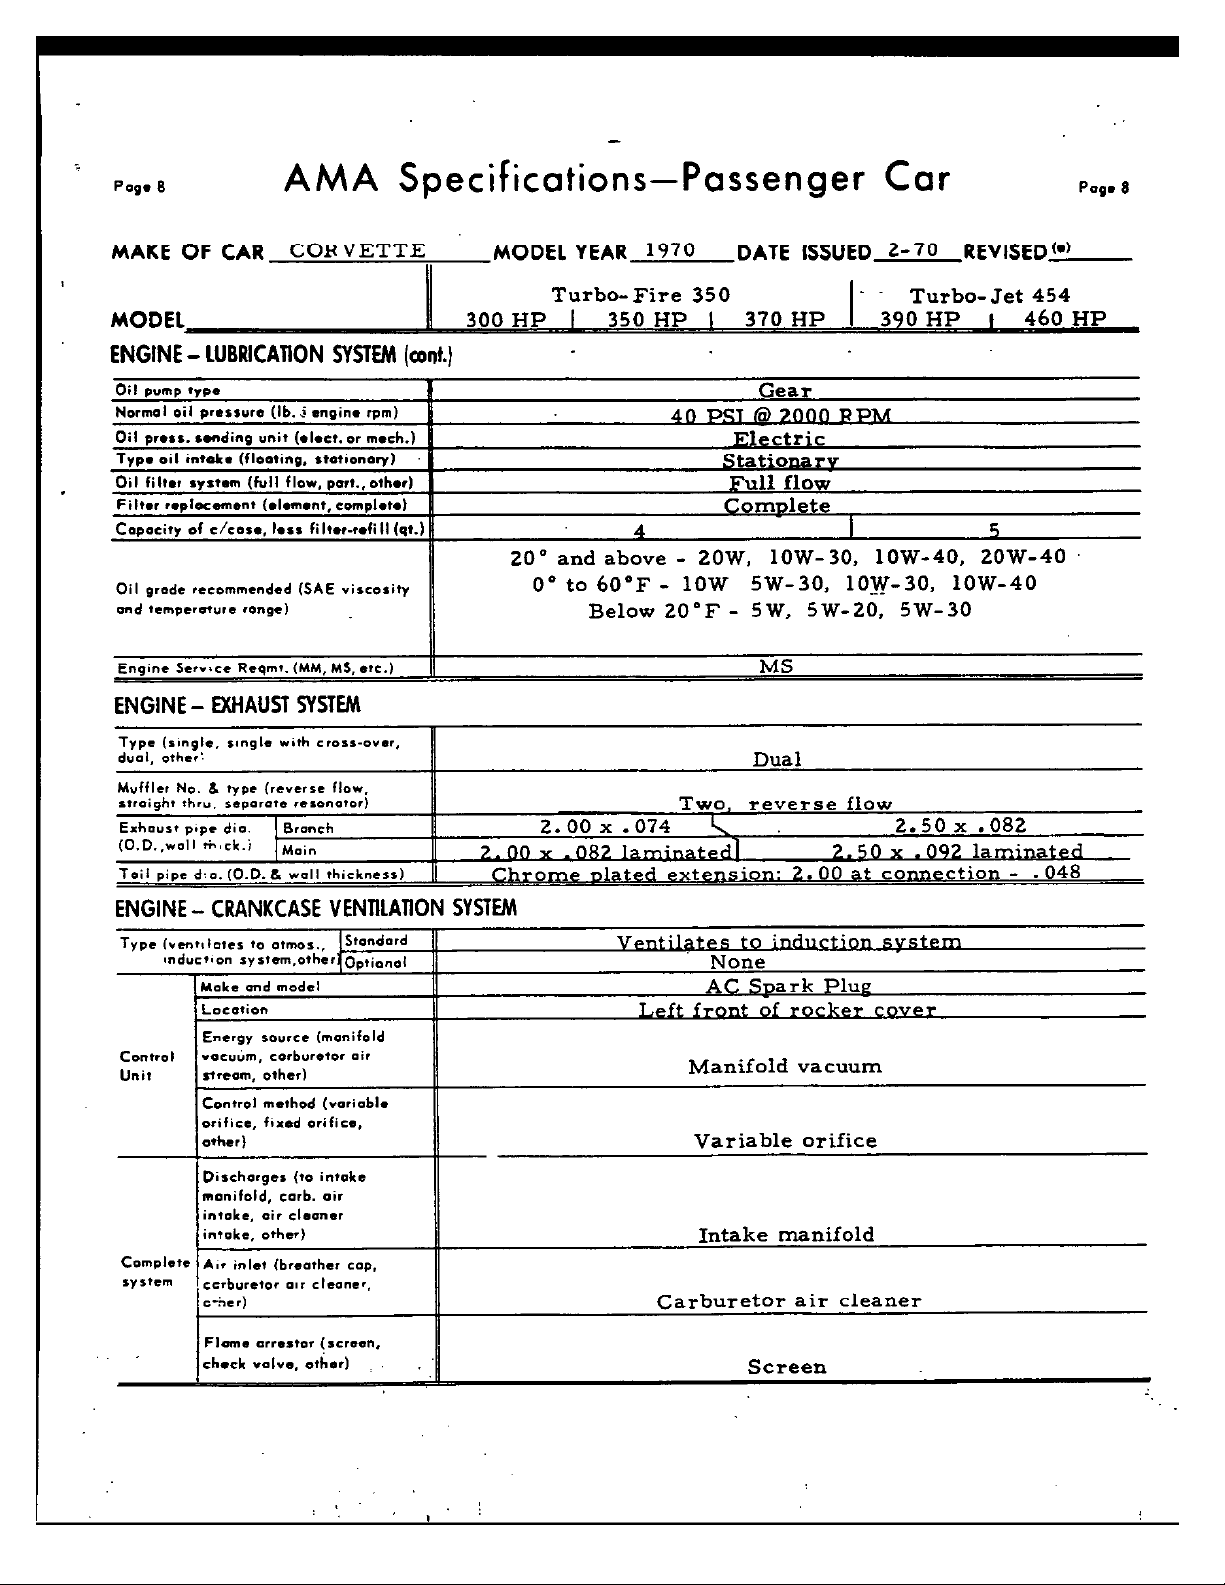 Page 8 AMA Specifications—Passenger Car Page 8
MAKE OF CAR CORVETTE MODEL YEAR 1970 DATE ISSUED 2-70 REVISED (•)
Turbo-Fire 350 Turbo-Jet 454
MODEL 300 HP 350 HP 370 HP 390 HP 460 HP
ENGINE – LUBRICATION SYSTEM (cont.)
Oil pump type Gear
Normal oil pressure (lb. engine rpm) 40 PSI @ 2000 RPM
Oil press. sending unit (elect. or mech.) Electric
Type oil intake (floating, stationary) Stationary
Oil filter system (full flow, part., other) Full flow
Filter replacement (element, complete) Complete
Capacity of c/case, less filter-refill (qt.) 4 5
20° and above - 20W, 10W-30, 10W-40, 20W-40
Oil grade recommended (SAE viscosity 0° to 60°F - 10W 5W-30, 10W-30, 10W-40
and temperature range) Below 20°F - 5W, 5W-20, 5W-30
Engine Service Reqmt. (MM, MS, etc.) MS
ENGINE – EXHAUST SYSTEM
Type (single, single with cross-over,
dual, other) Dual
Muffler No. & type (reverse flow,
straight thru, separate resonator) Two, reverse flow
Exhaust pipe dia. Branch 2.00 x .074 2.50 x .082
(O.D., wall thick.) Main 2.00 x .082 laminated 2.50 x .092 laminated
Tail pipe dia. (O.D. & wall thickness) Chrome plated extension: 2.00 at connection - .048
ENGINE – CRANKCASE VENTILATION SYSTEM
Type (ventilates to atmos., Standard Ventilates to induction system
induction system, other) Optional None
Make and model AC Spark Plug
Location Left front of rocker cover
Energy source (manifold
Control vacuum, carburetor air
Unit stream, other) Manifold vacuum
Control method (variable
orifice, fixed orifice,
other) Variable orifice
Discharges (to intake
manifold, carb. air
intake, air cleaner
intake, other) Intake manifold
Complete Air inlet (breather cap,
system carburetor air cleaner,
other) Carburetor air cleaner
Flame arrestor (screen,
check valve, other) Screen